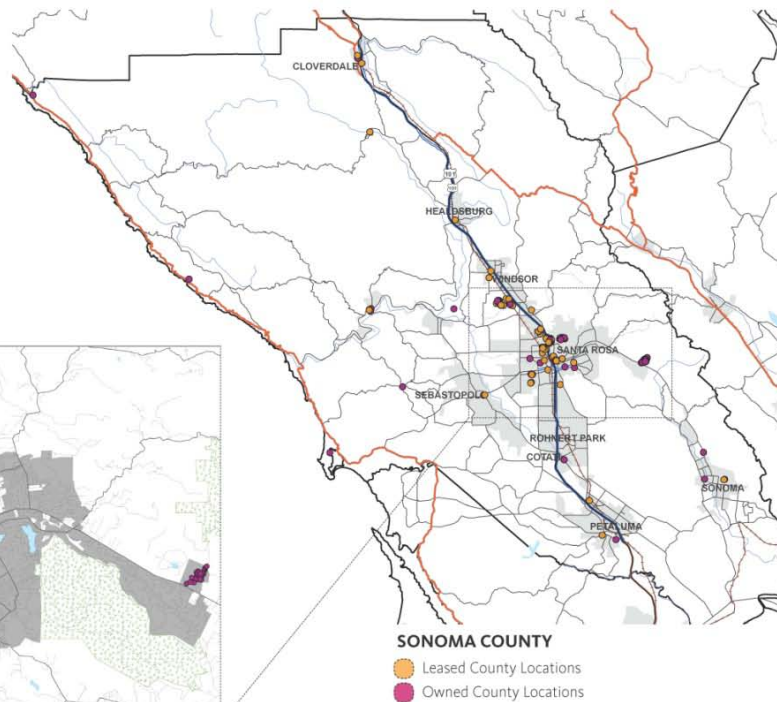 CLOVERDALE
101
HEALDSBURG
WINDSOR
SANTA ROSA
SEBASTOPOL
ROHNERT PARK
COTATI
SONOMA
PETALUMA
SONOMA COUNTY
Leased County Locations
Owned County Locations